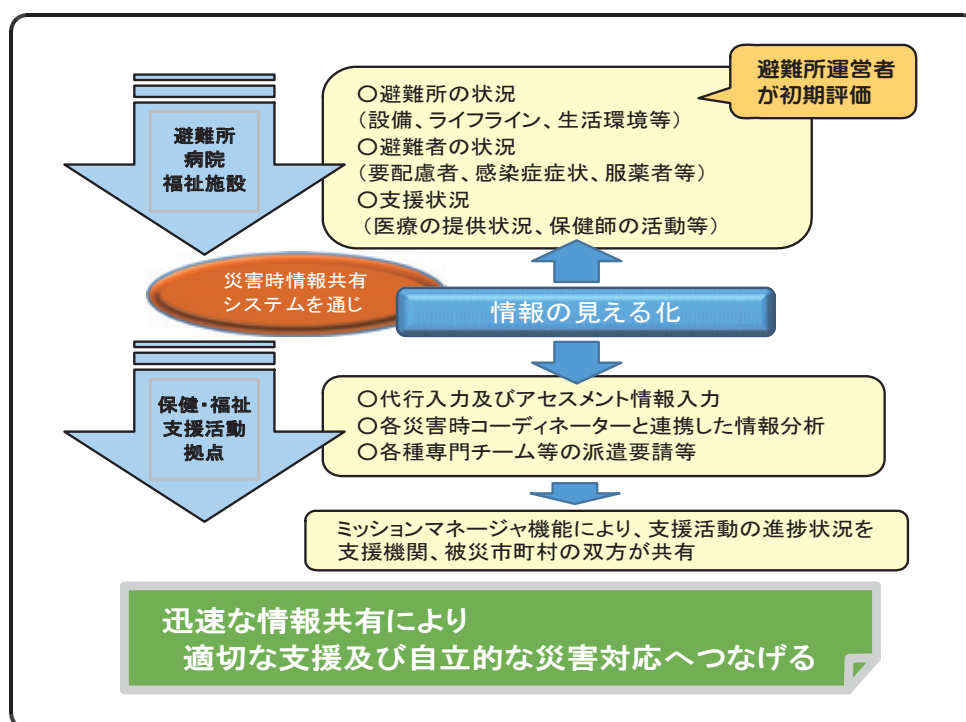 避難所運営者
が初期評価
避難所
病院
福祉施設
○避難所の状況
（設備、ライフライン、生活環境等）
○避難者の状況
（要配慮者、感染症症状、服薬者等）
○支援状況
（医療の提供状況、保健師の活動等）
災害時情報共有
システムを通じ
情報の見える化
保健・福祉
支援活動
拠点
○代行入力及びアセスメント情報入力
○各災害時コーディネーターと連携した情報分析
○各種専門チーム等の派遣要請等
ミッションマネージャ機能により、支援活動の進捗状況を
支援機関、被災市町村の双方が共有
迅速な情報共有により
適切な支援及び自立的な災害対応へつなげる